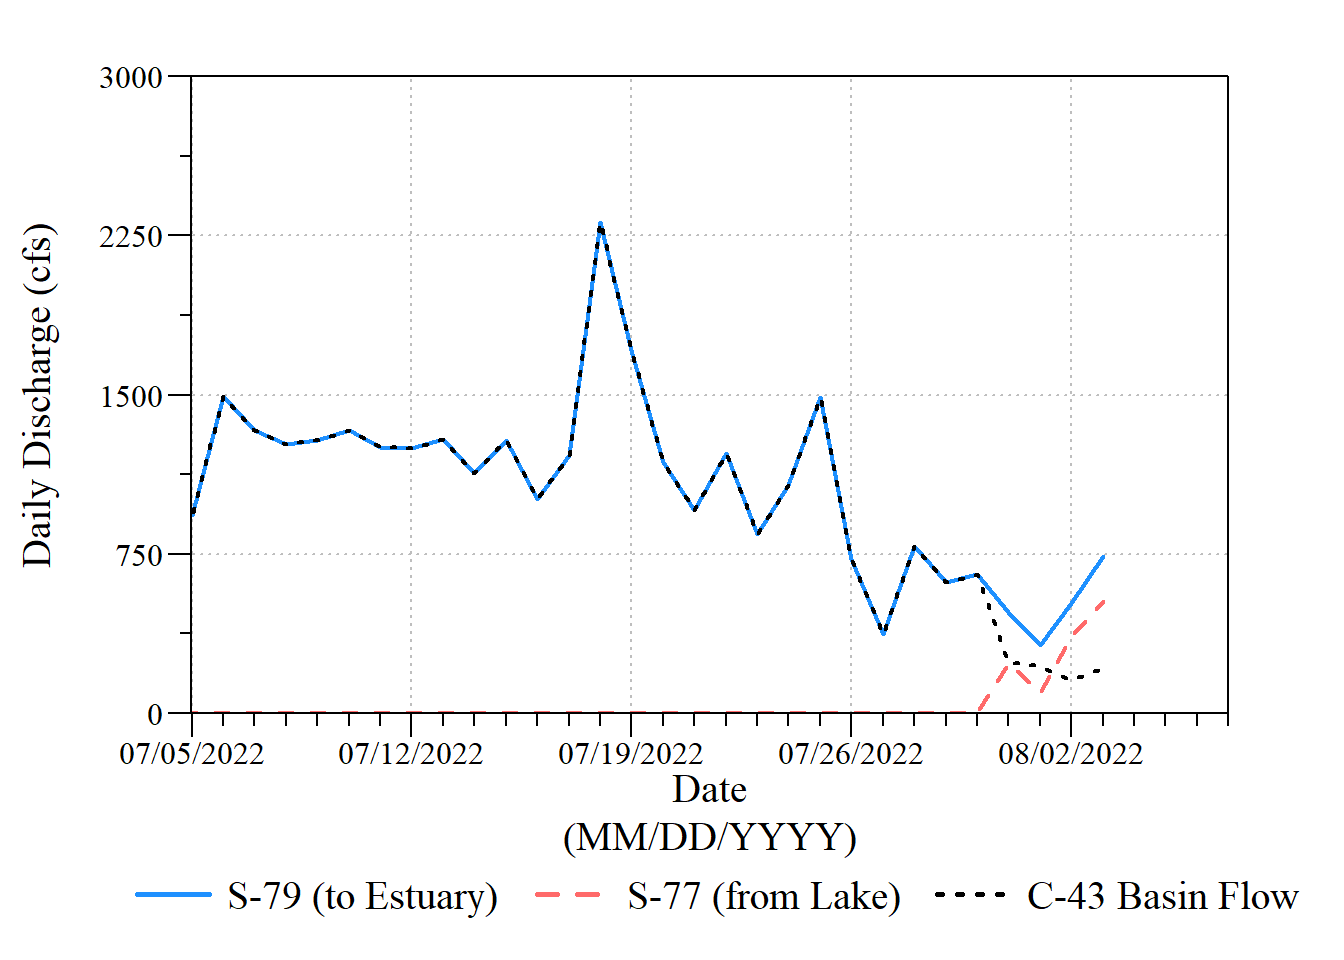 3000
2250
1500
750
0
Daily Discharge (cfs)
07/05/2022 07/12/2022 07/19/2022 07/26/2022 08/02/2022
Date
(MM/DD/YYYY)
S-79 (to Estuary) S-77 (from Lake) C-43 Basin Flow